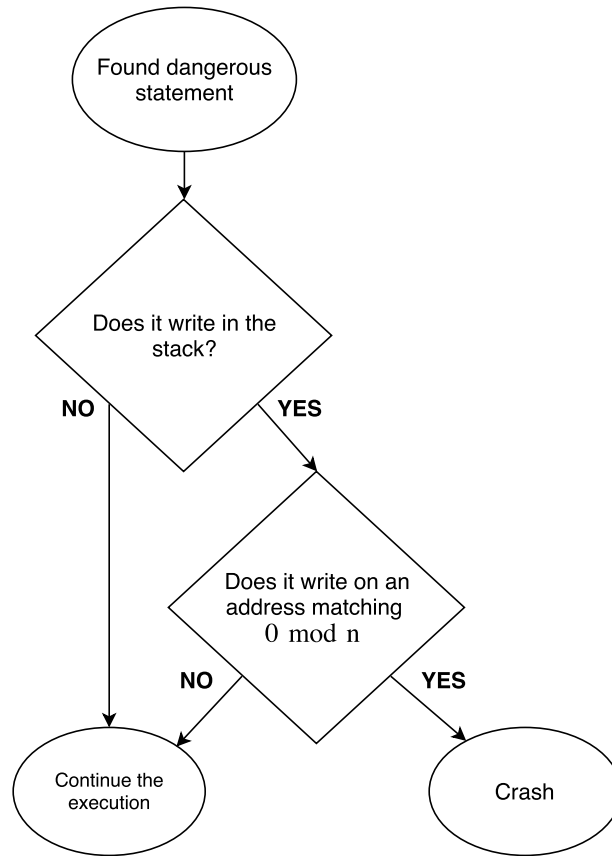 Found dangerous
statement
Does it write in the
stack?
NO
YES
Does it write on an
address matching
0 mod n
NO
YES
Continue the
execution
Crash